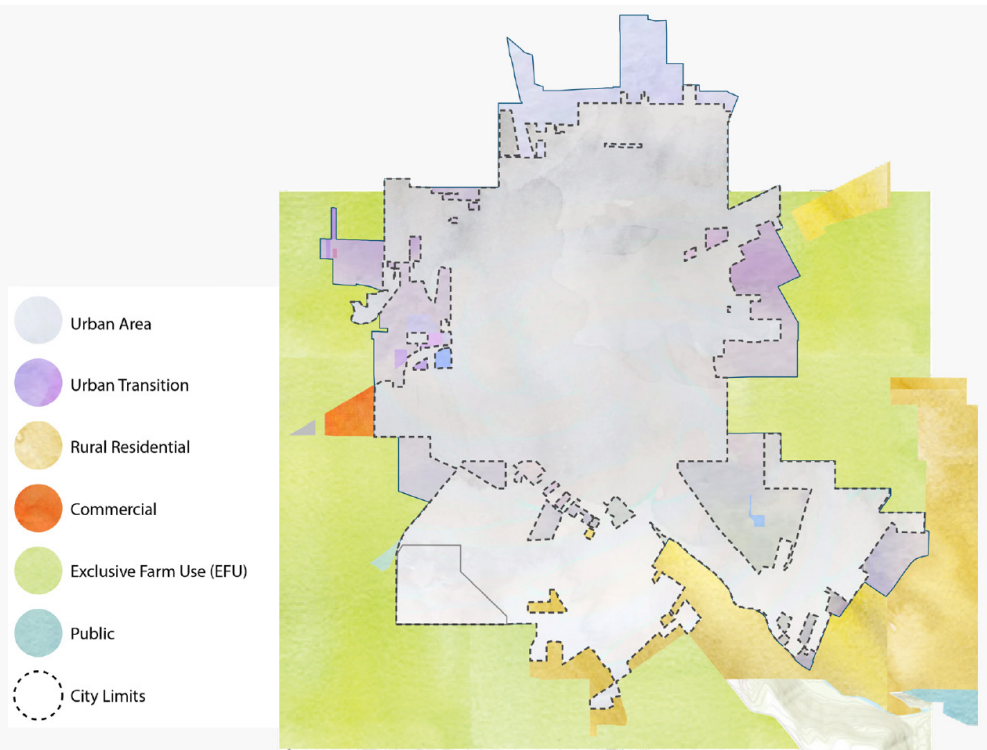 Urban Area
Urban Transition
Rural Residential
Commercial
Exclusive Farm Use (EFU)
Public
City Limits